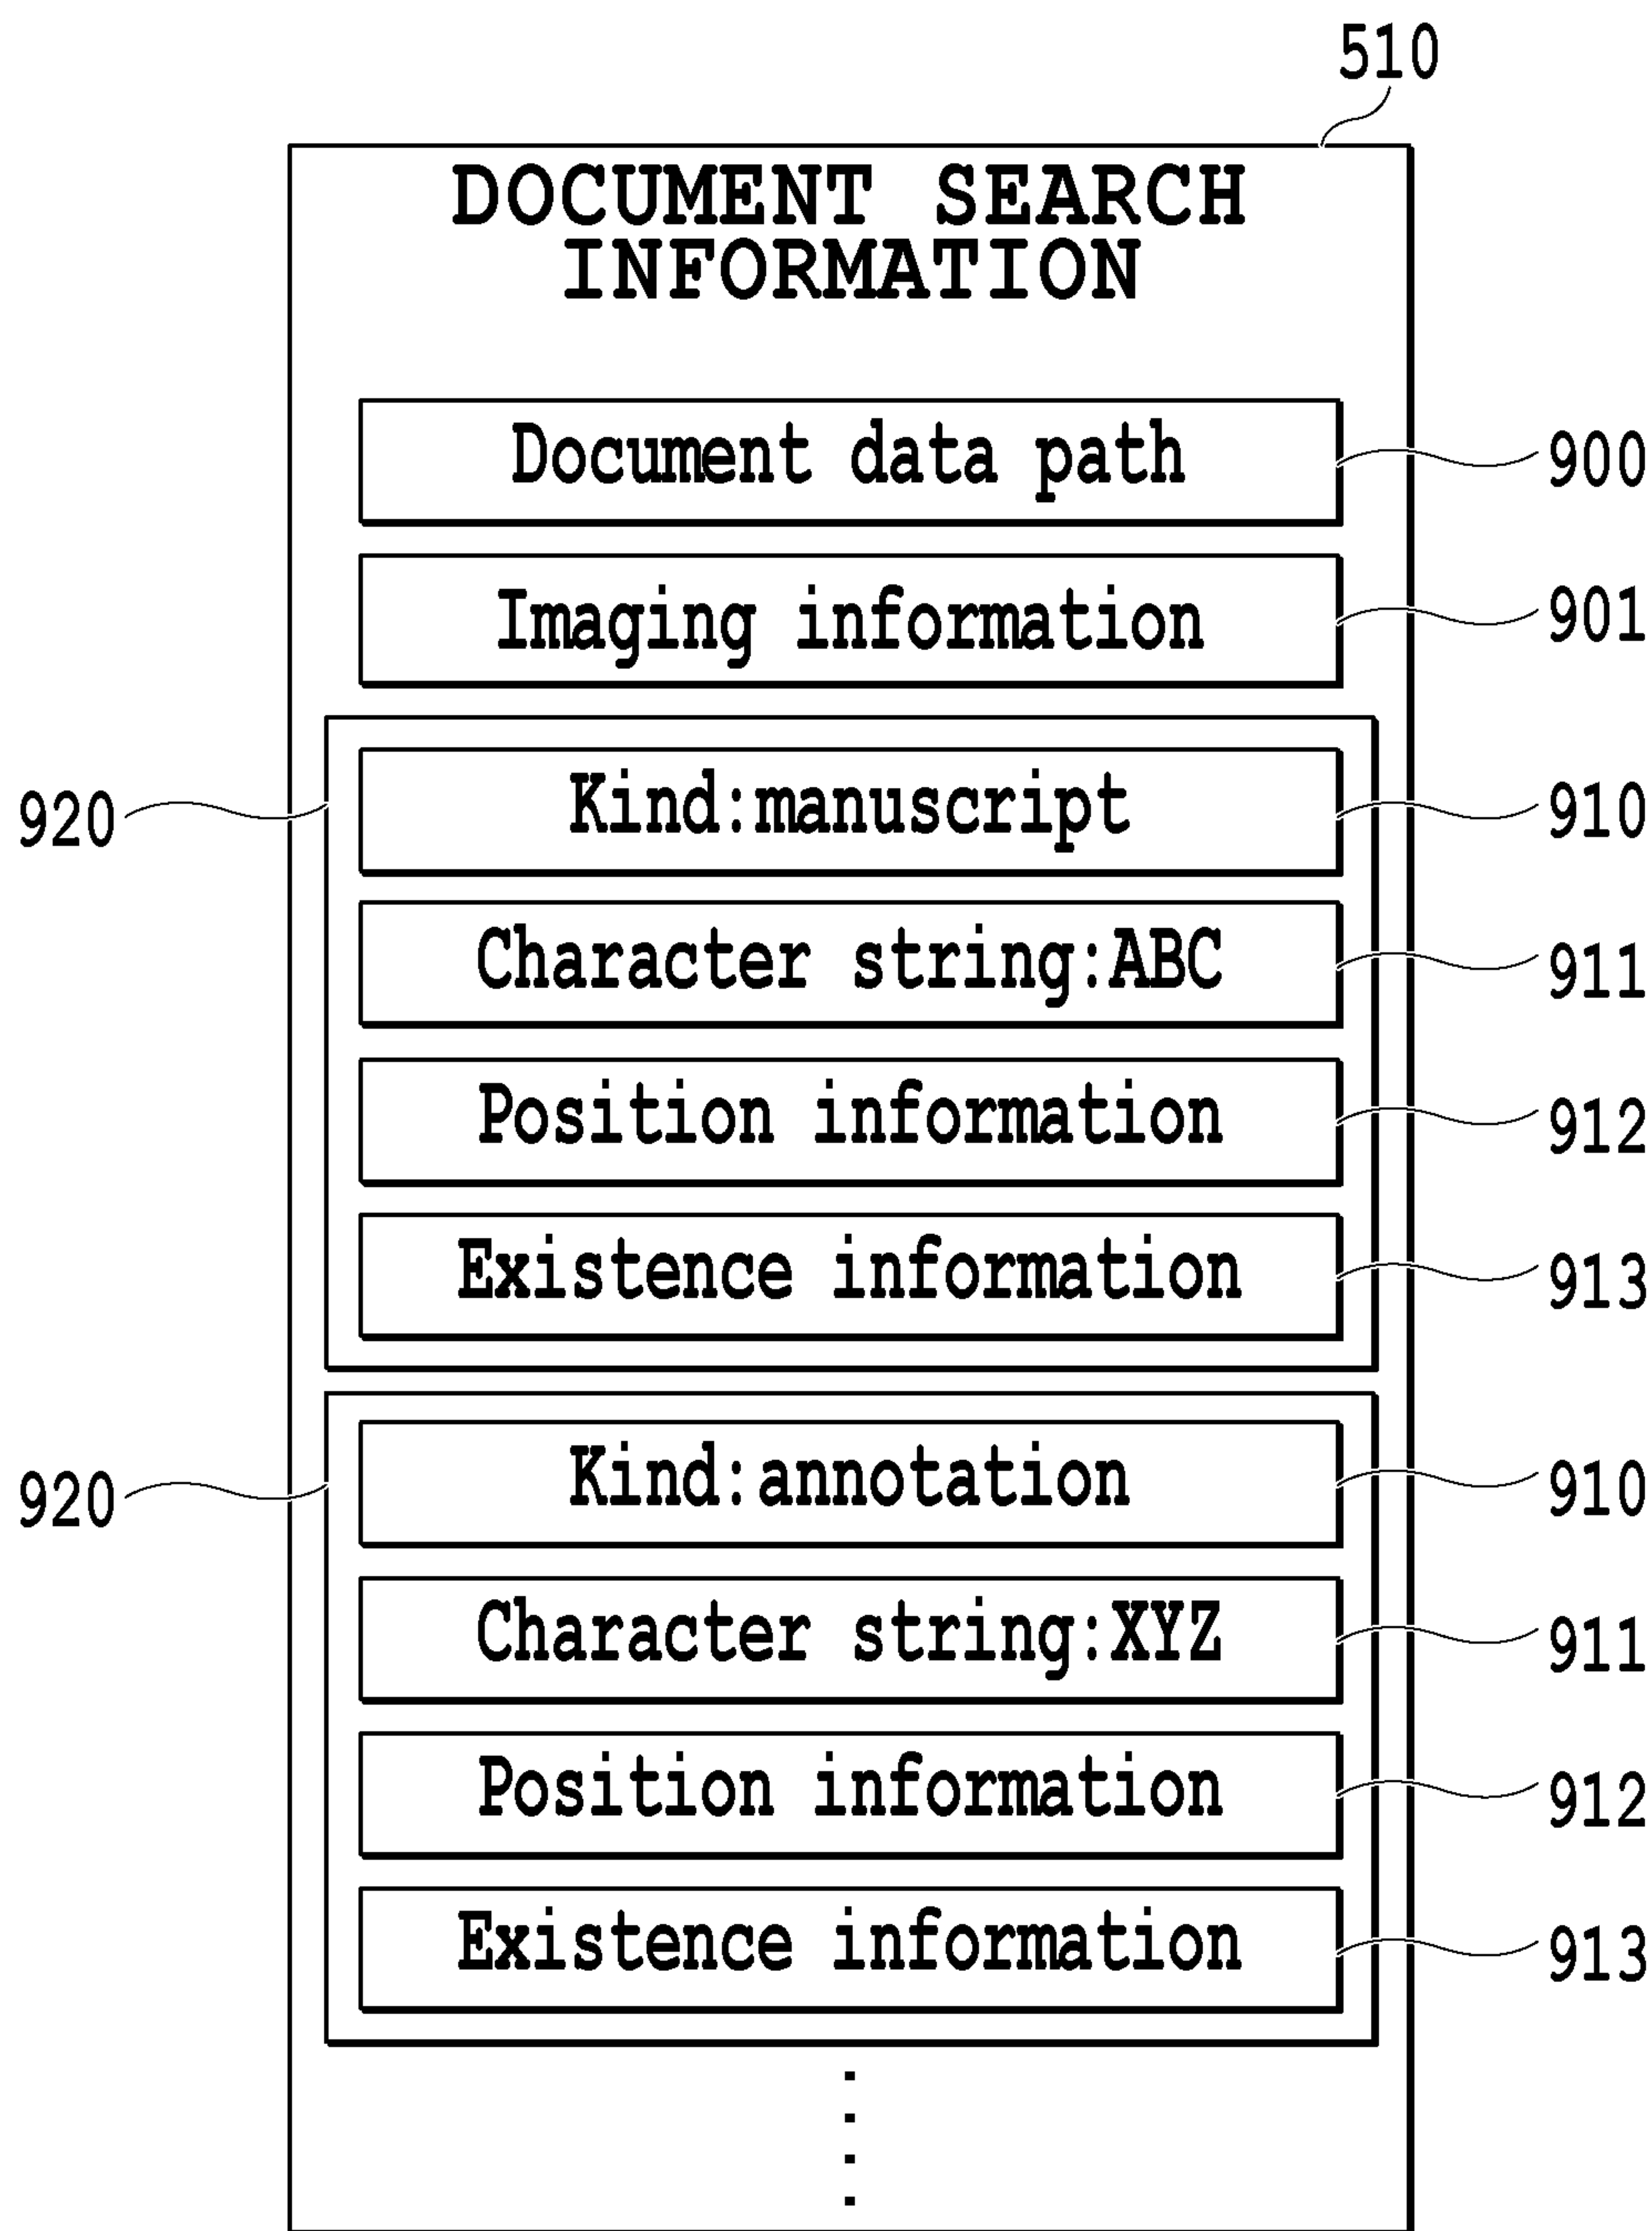 510
DOCUMENT SEARCH
INFORMATION
Document data path
900
Imaging information
901
920
Kind:manuscript
910
Character string:ABC
911
Position information
912
Existence information
913
920
Kind:annotation
910
Character string:XYZ
911
Position information
912
Existence information
913